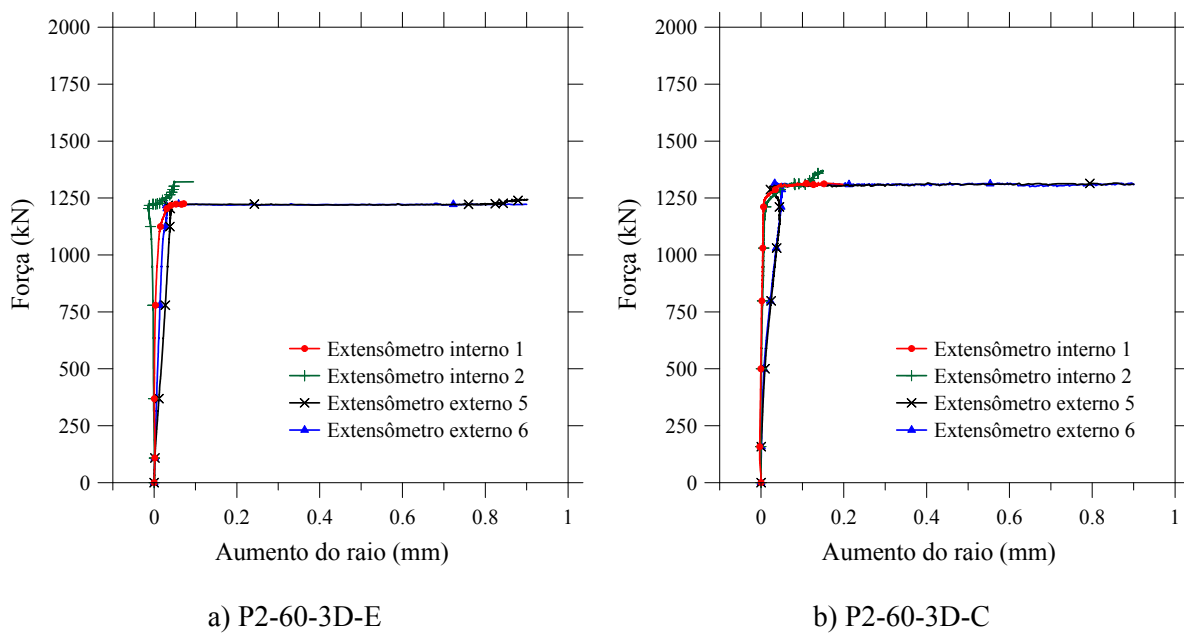 2000
1750
1500
1250
1000
750
500
250
0
Força (kN)
0 0.2 0.4 0.6 0.8 1
Aumento do raio (mm)
Extensômetro interno 1
Extensômetro interno 2
Extensômetro externo 5
Extensômetro externo 6
a) P2-60-3D-E
2000
1750
1500
1250
1000
750
500
250
0
Força (kN)
0 0.2 0.4 0.6 0.8 1
Aumento do raio (mm)
Extensômetro interno 1
Extensômetro interno 2
Extensômetro externo 5
Extensômetro externo 6
b) P2-60-3D-C